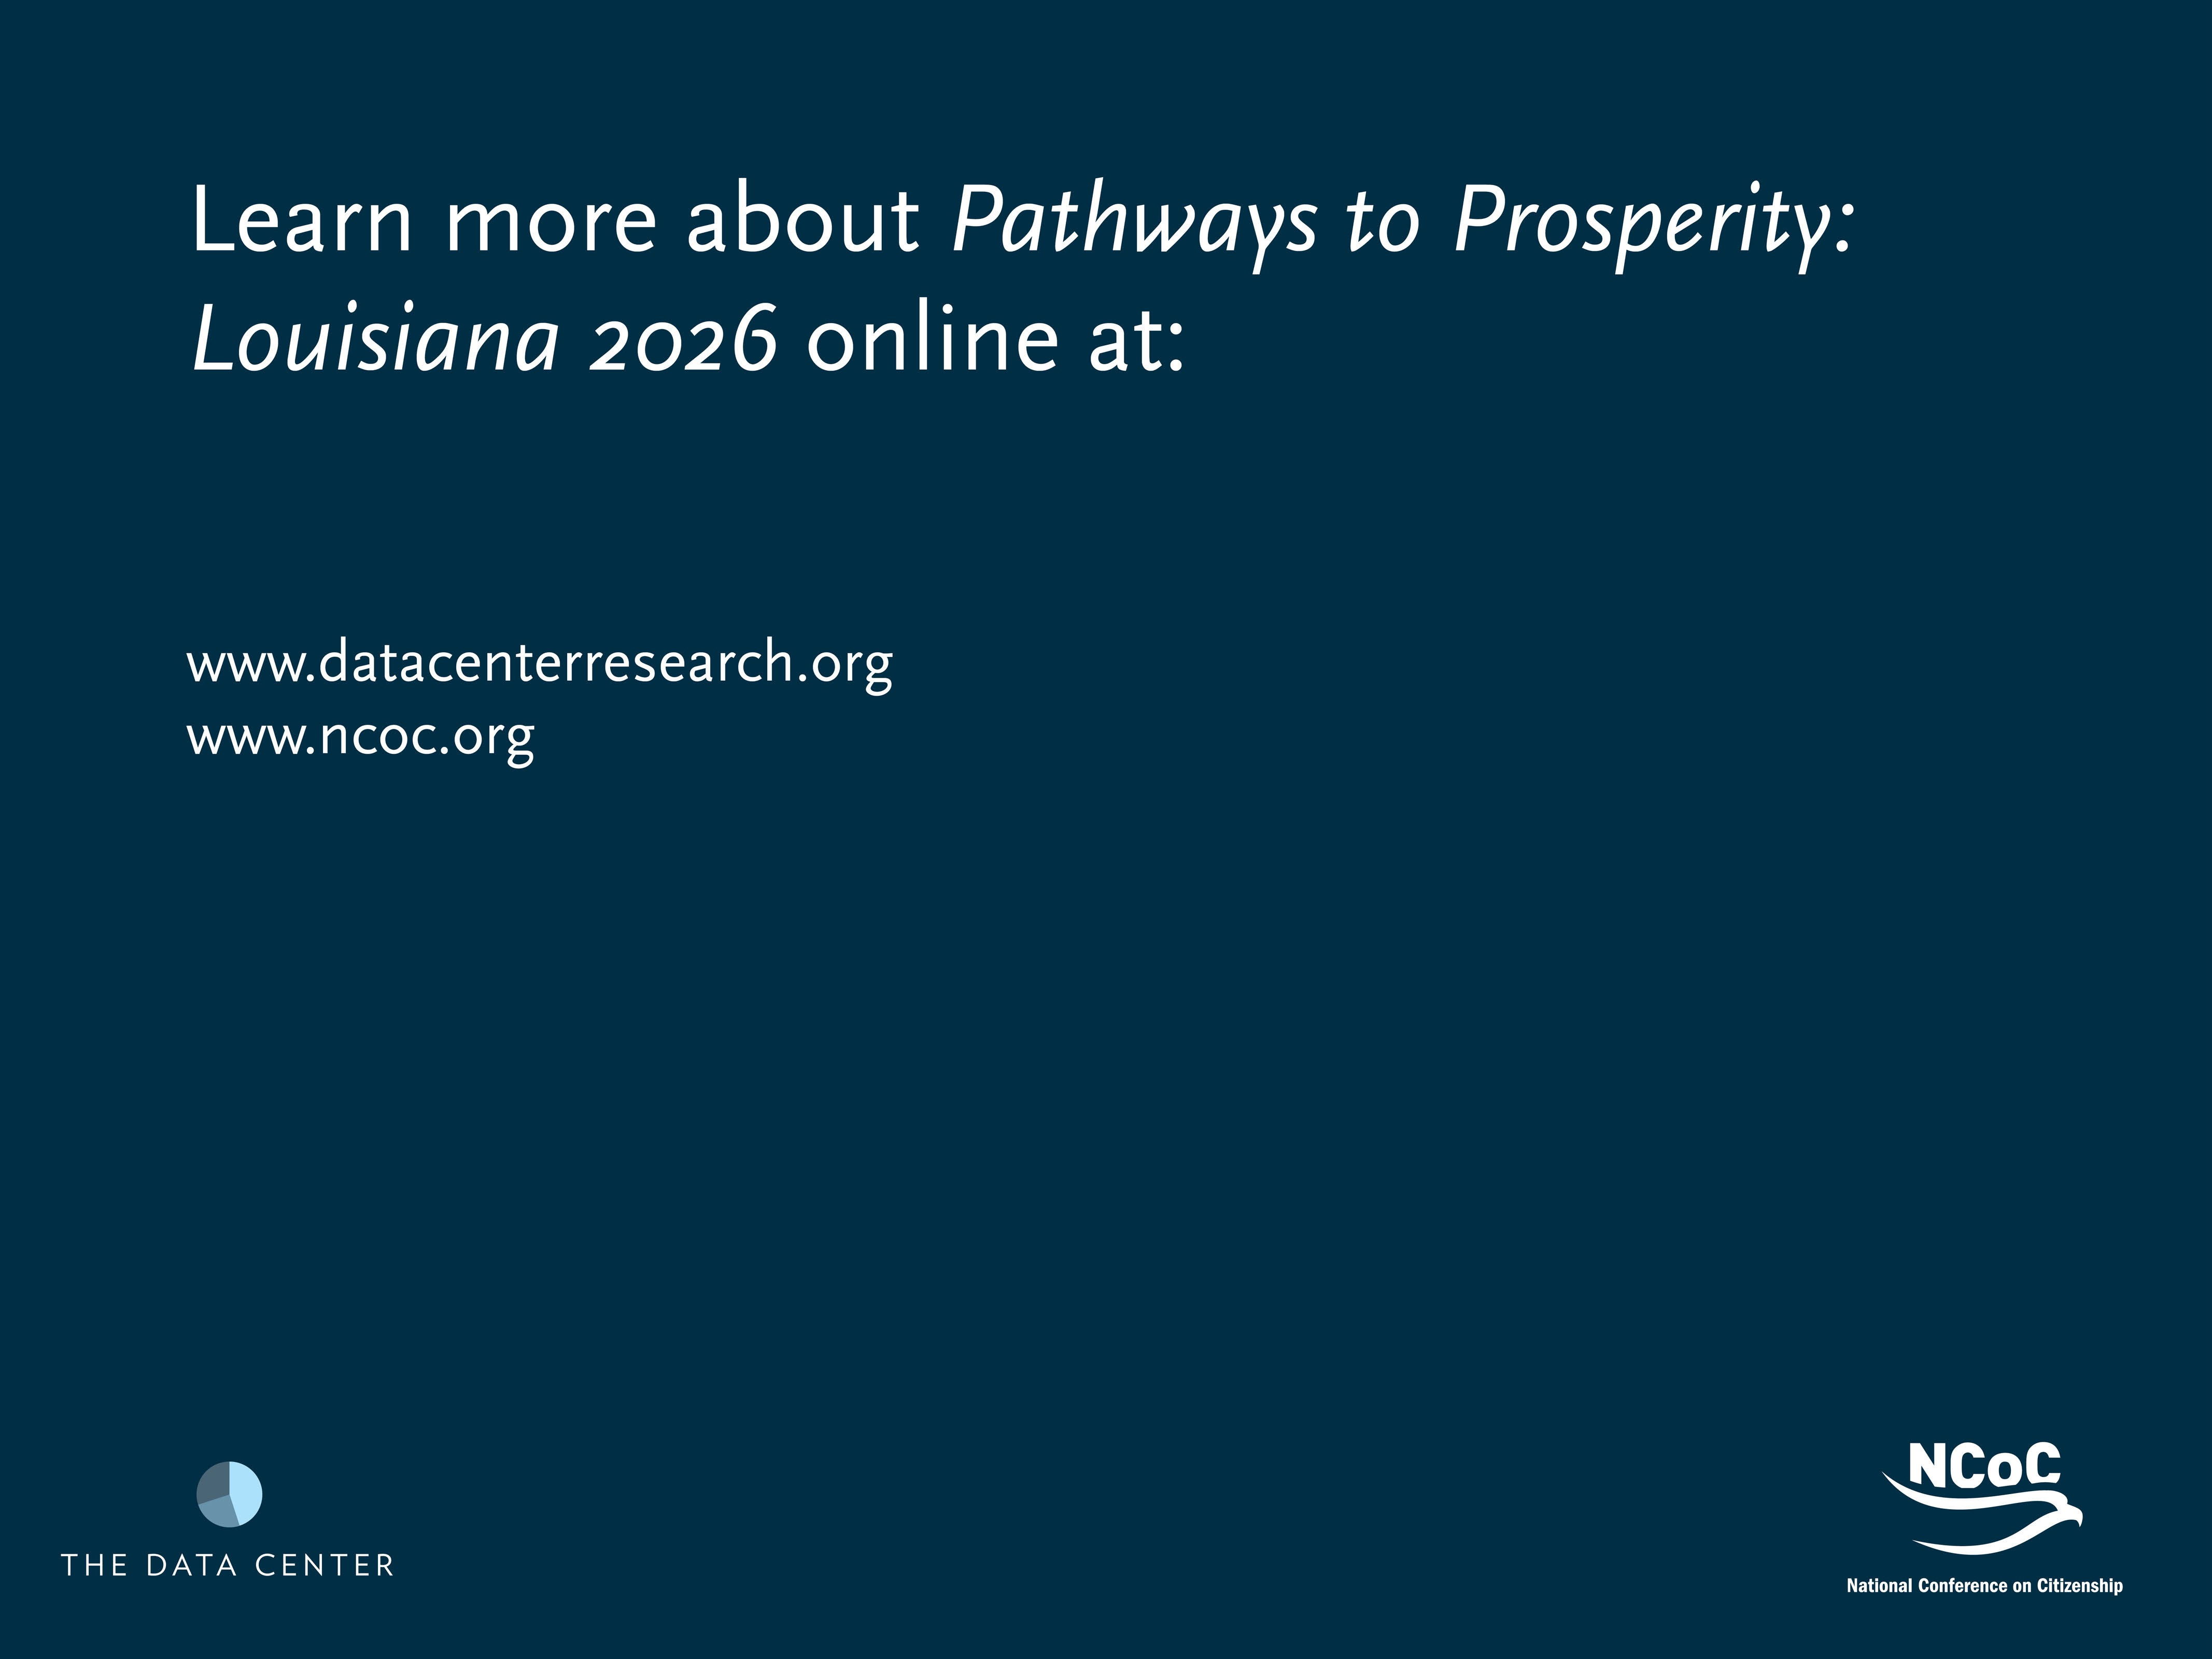 Learn more about Pathways to Prosperity:
Louisiana 2026 online at:
www.datacenterresearch.org
www.ncoc.org
THE DATA CENTER
NCoC
National Conference on Citizenship